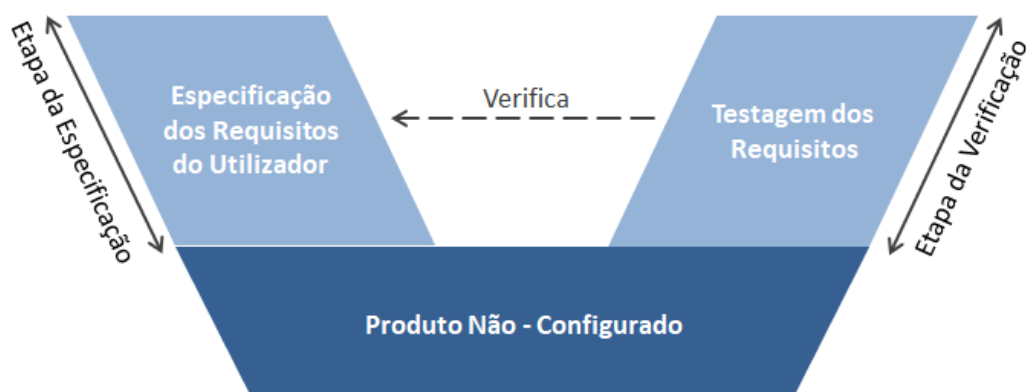 Etapa da Especificação
Especificação
dos Requisitos
do Utilizador
Verifica
Testagem dos
Requisitos
Etapa da Verificação
Produto Não - Configurado